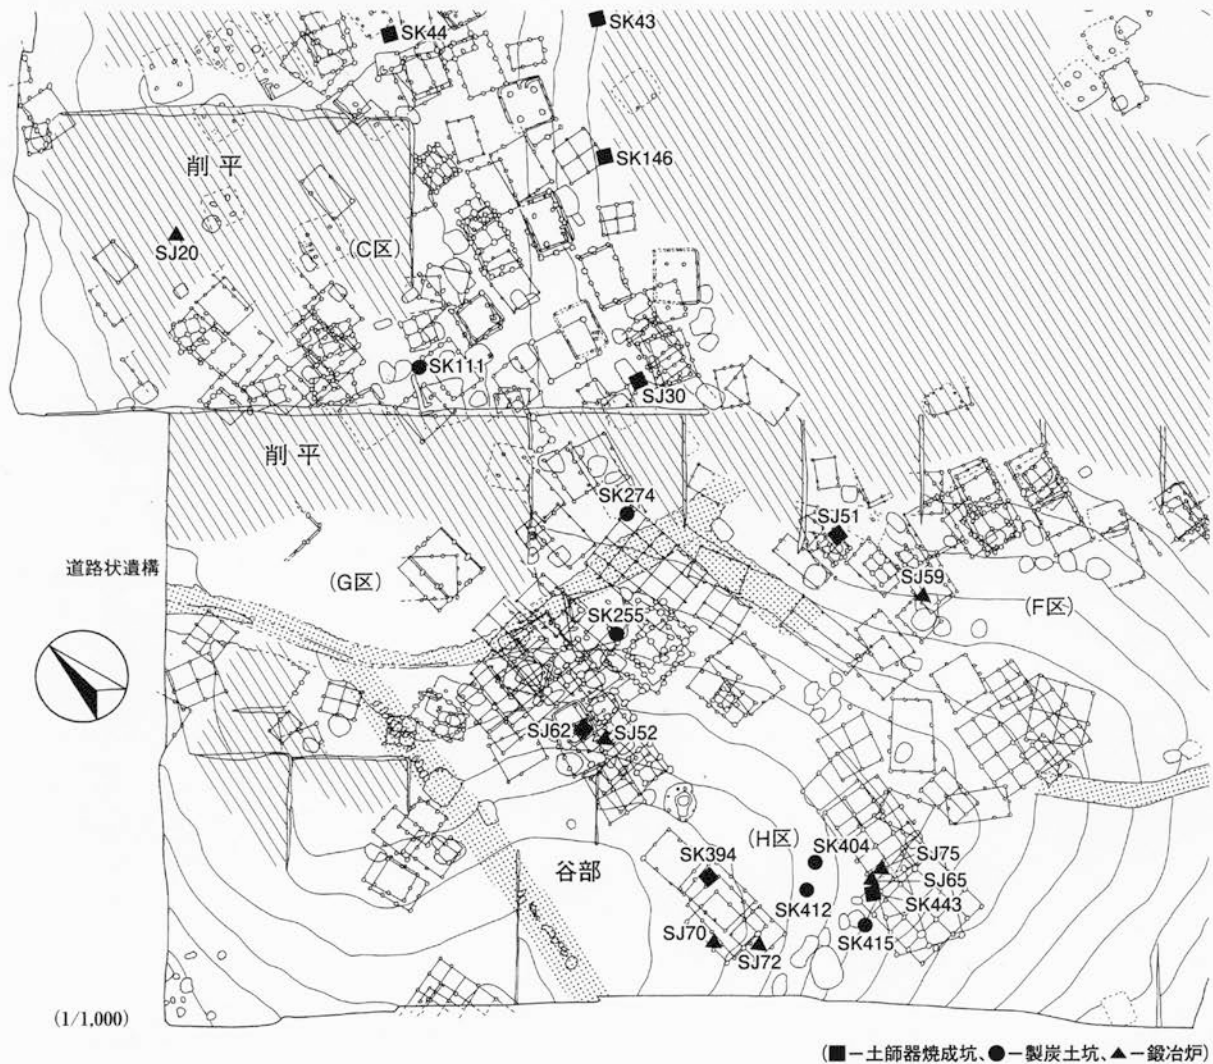 SK44
SK43
SK146
削平
SJ20
(C区)
SK111
SJ30
削平
SK274
SJ51
道路状遺構
(G区)
SJ59
(F区)
SK255
SJ62
SJ52
(H区)
SK404
SJ75
SK394
谷部
SJ65
SK412
SK443
SJ70
SJ72
SK415
(1/1,000)
(■ー土師器焼成坑、●ー製炭土坑、▲ー鍛冶炉)